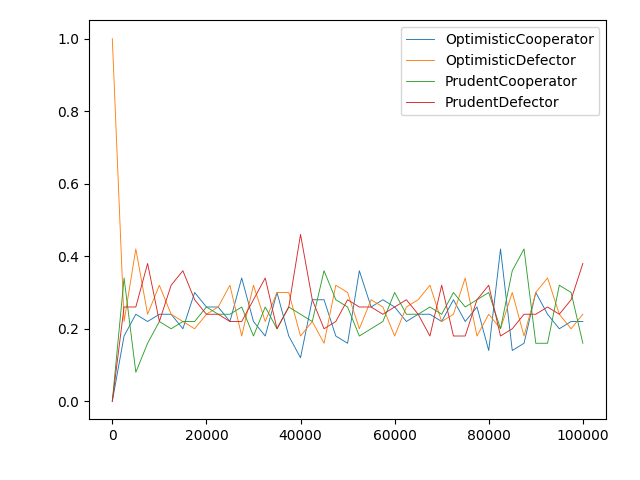 1.0
0.8
0.6
0.4
0.2
0.0
OptimisticCooperator
OptimisticDefector
PrudentCooperator
PrudentDefector
0 20000 40000 60000 80000 100000